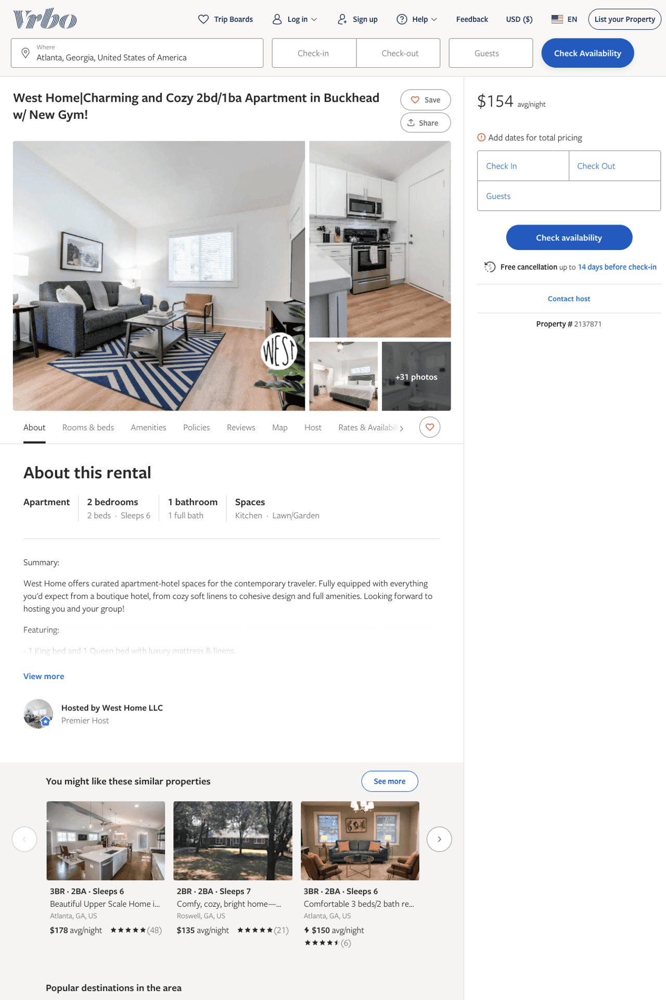 Vrbo
Trip Boards
Log in
Sign up
Help
Feedback
USD ($)
EN
List your Property
Where
Atlanta, Georgia, United States of America
Check-in
Check-out
Guests
Check Availability
West Home|Charming and Cozy 2bd/1ba Apartment in Buckhead
w/ New Gym!
Save
Share
$154 avg/night
Add dates for total pricing
Check In
Check Out
Guests
Check availability
Free cancellation up to 14 days before check-in
Contact host
Property # 2137871
WEST
+31 photos
About
Rooms & beds
Amenities
Policies
Reviews
Map
Host
Rates & Availabili
About this rental
Apartment
2 bedrooms
2 beds · Sleeps 6
1 bathroom
1 full bath
Spaces
Kitchen · Lawn/Garden
Summary:
West Home offers curated apartment-hotel spaces for the contemporary traveler. Fully equipped with everything
you'd expect from a boutique hotel, from cozy soft linens to cohesive design and full amenities. Looking forward to
hosting you and your group!
Featuring:
- 1 King bed and 1 Queen bed with luxury mattress & linens.
View more
Hosted by West Home LLC
Premier Host
You might like these similar properties
See more
3BR · 2BA · Sleeps 6
Beautiful Upper Scale Home i...
Atlanta, GA, US
$178 avg/night ★★★★★(48)
2BR · 2BA · Sleeps 7
Comfy, cozy, bright home—...
Roswell, GA, US
$135 avg/night ★★★★★(21)
3BR · 2BA · Sleeps 6
Comfortable 3 beds/2 bath re...
Atlanta, GA, US
$150 avg/night
(6)
Popular destinations in the area